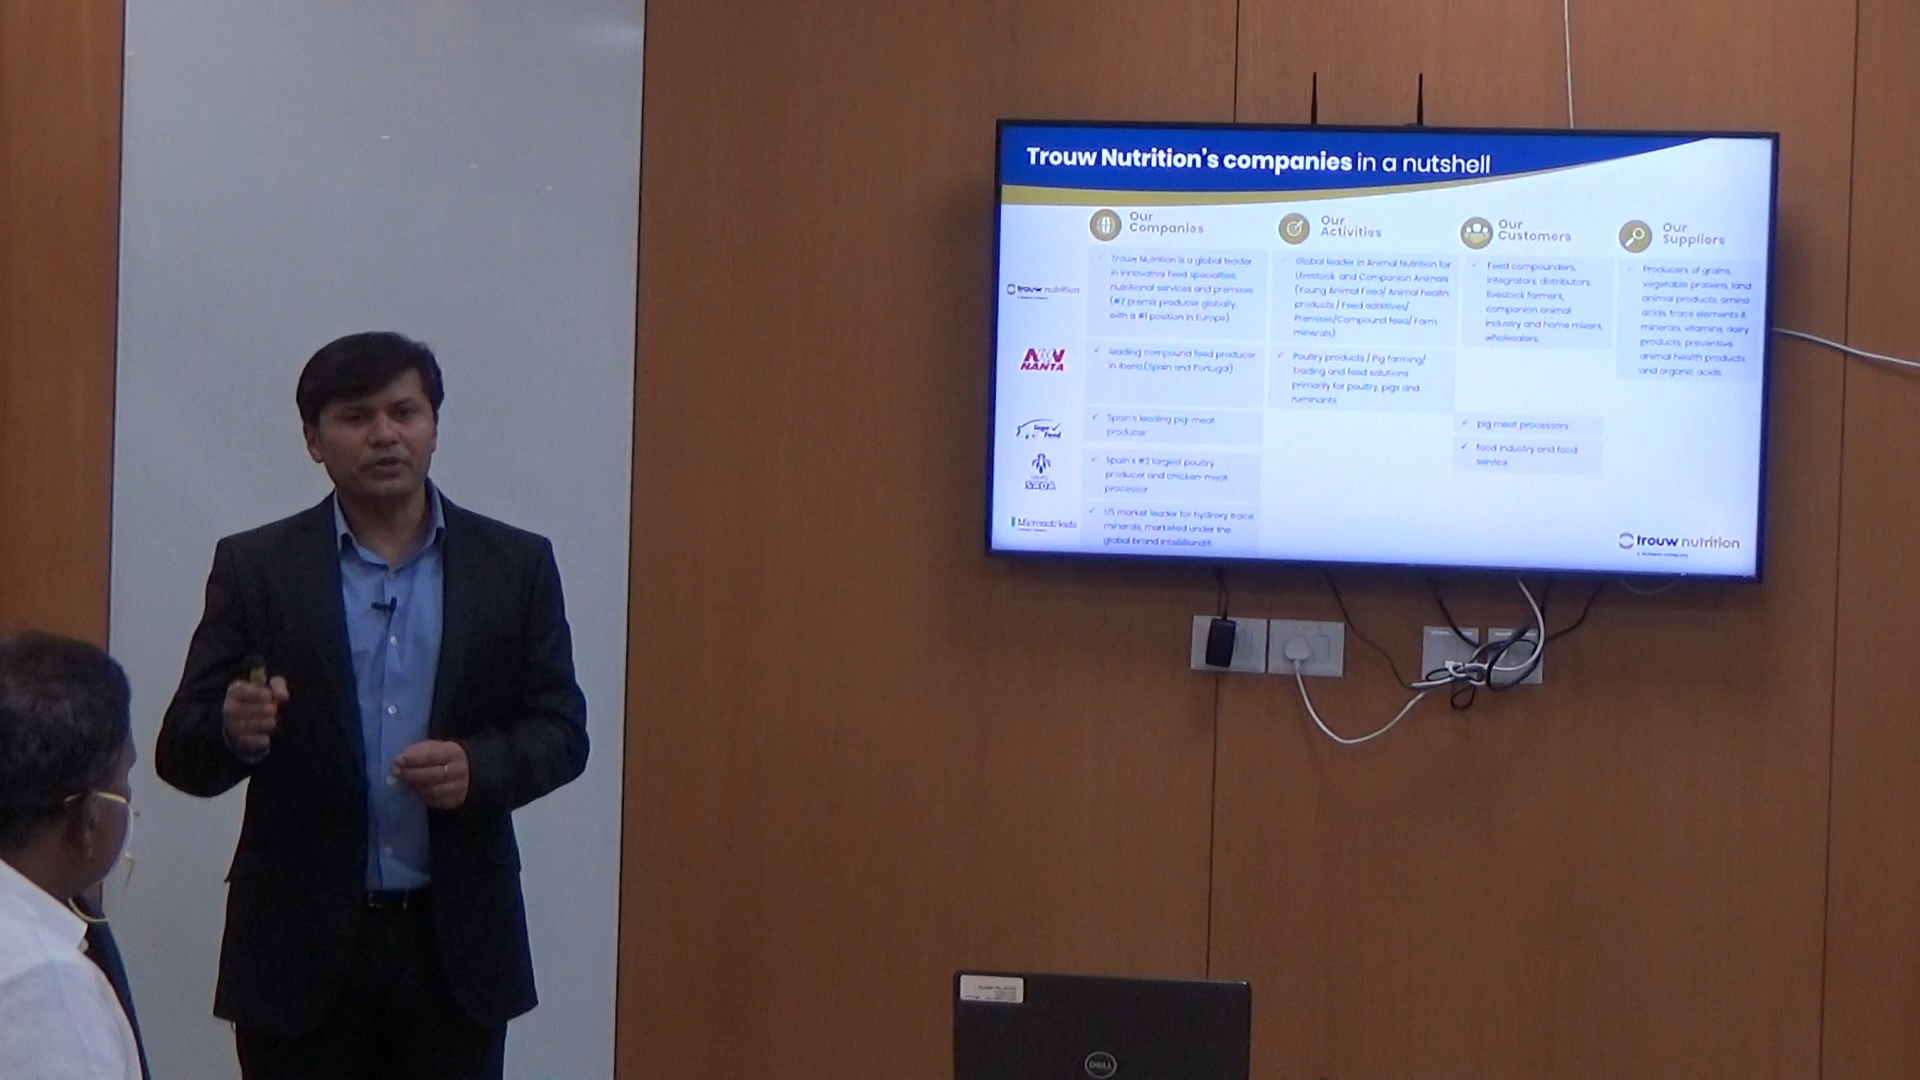 Trouw Nutrition's companies in a nutshell
Our
Companies
Our
Activities
Our
Customers
Our
Suppliers
trouw nutrition
Trouw Nutrition is a global leader
in innovative feed specialties,
nutritional services and premixes
(#2 premix producer globally,
with a #1 position in Europe)
Global leader in Animal Nutrition for
Livestock and Companion Animals
(Young Animal Feed/ Animal health
products / Feed additives/
Premixes/Compound feed/ Farm
minerals)
Feed compounders,
integrators, distributors,
livestock farmers,
companion animal
industry and home mixers,
wholesalers.
Producers of grains,
vegetable proteins, land
animal products, amino
acids, trace elements &
minerals, vitamins, dairy
products, preventive
animal health products
and organic acids
NANTA
leading compound feed producer
in Iberia (Spain and Portugal)
Poultry products / Pig farming/
Trading and feed solutions
primarily for poultry, pigs and
ruminants
Spain's leading pig meat
producer
pig meat processors
SADA
Spain's #2 largest poultry
producer and chicken meat
processor
food industry and food
service
Micronutrients
US market leader for hydroxy trace
minerals, marketed under the
global brand IntelliBond®.
trouw nutrition
DELL